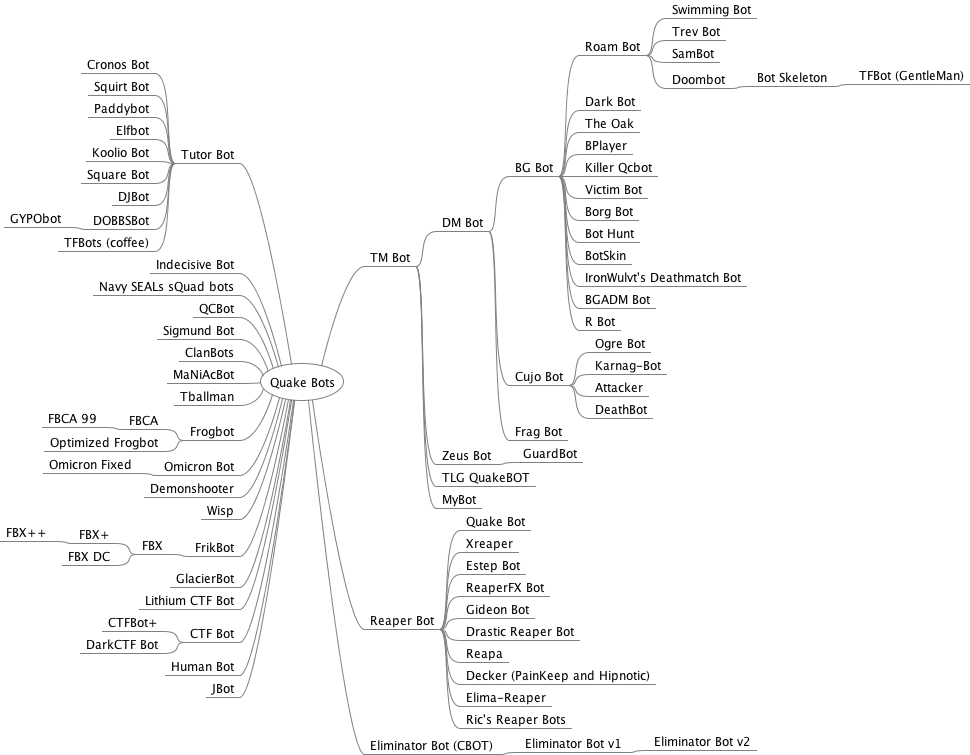 Quake Bots
Tutor Bot
Cronos Bot
Squirt Bot
Paddybot
Elfbot
Koolio Bot
Square Bot
DJBot
DOBBSBot
GYPObot
TFBots (coffee)
Indecisive Bot
Navy SEALs sQuad bots
QCBot
Sigmund Bot
ClanBots
MaNiAcBot
Tballman
Frogbot
FBCA
FBCA 99
Optimized Frogbot
Omicron Bot
Omicron Fixed
Demonshooter
Wisp
FrikBot
FBX
FBX+
FBX++
FBX DC
GlacierBot
Lithium CTF Bot
CTF Bot
CTFBot+
DarkCTF Bot
Human Bot
JBot
TM Bot
DM Bot
BG Bot
Roam Bot
Swimming Bot
Trev Bot
SamBot
Doombot
Bot Skeleton
TFBot (GentleMan)
Dark Bot
The Oak
BPlayer
Killer Qcbot
Victim Bot
Borg Bot
Bot Hunt
BotSkin
IronWulvt's Deathmatch Bot
BGADM Bot
R Bot
Cujo Bot
Ogre Bot
Karnag-Bot
Attacker
DeathBot
Frag Bot
Zeus Bot
GuardBot
TLG QuakeBOT
MyBot
Reaper Bot
Quake Bot
Xreaper
Estep Bot
ReaperFX Bot
Gideon Bot
Drastic Reaper Bot
Reapa
Decker (PainKeep and Hipnotic)
Elima-Reaper
Ric's Reaper Bots
Eliminator Bot (CBOT)
Eliminator Bot v1
Eliminator Bot v2